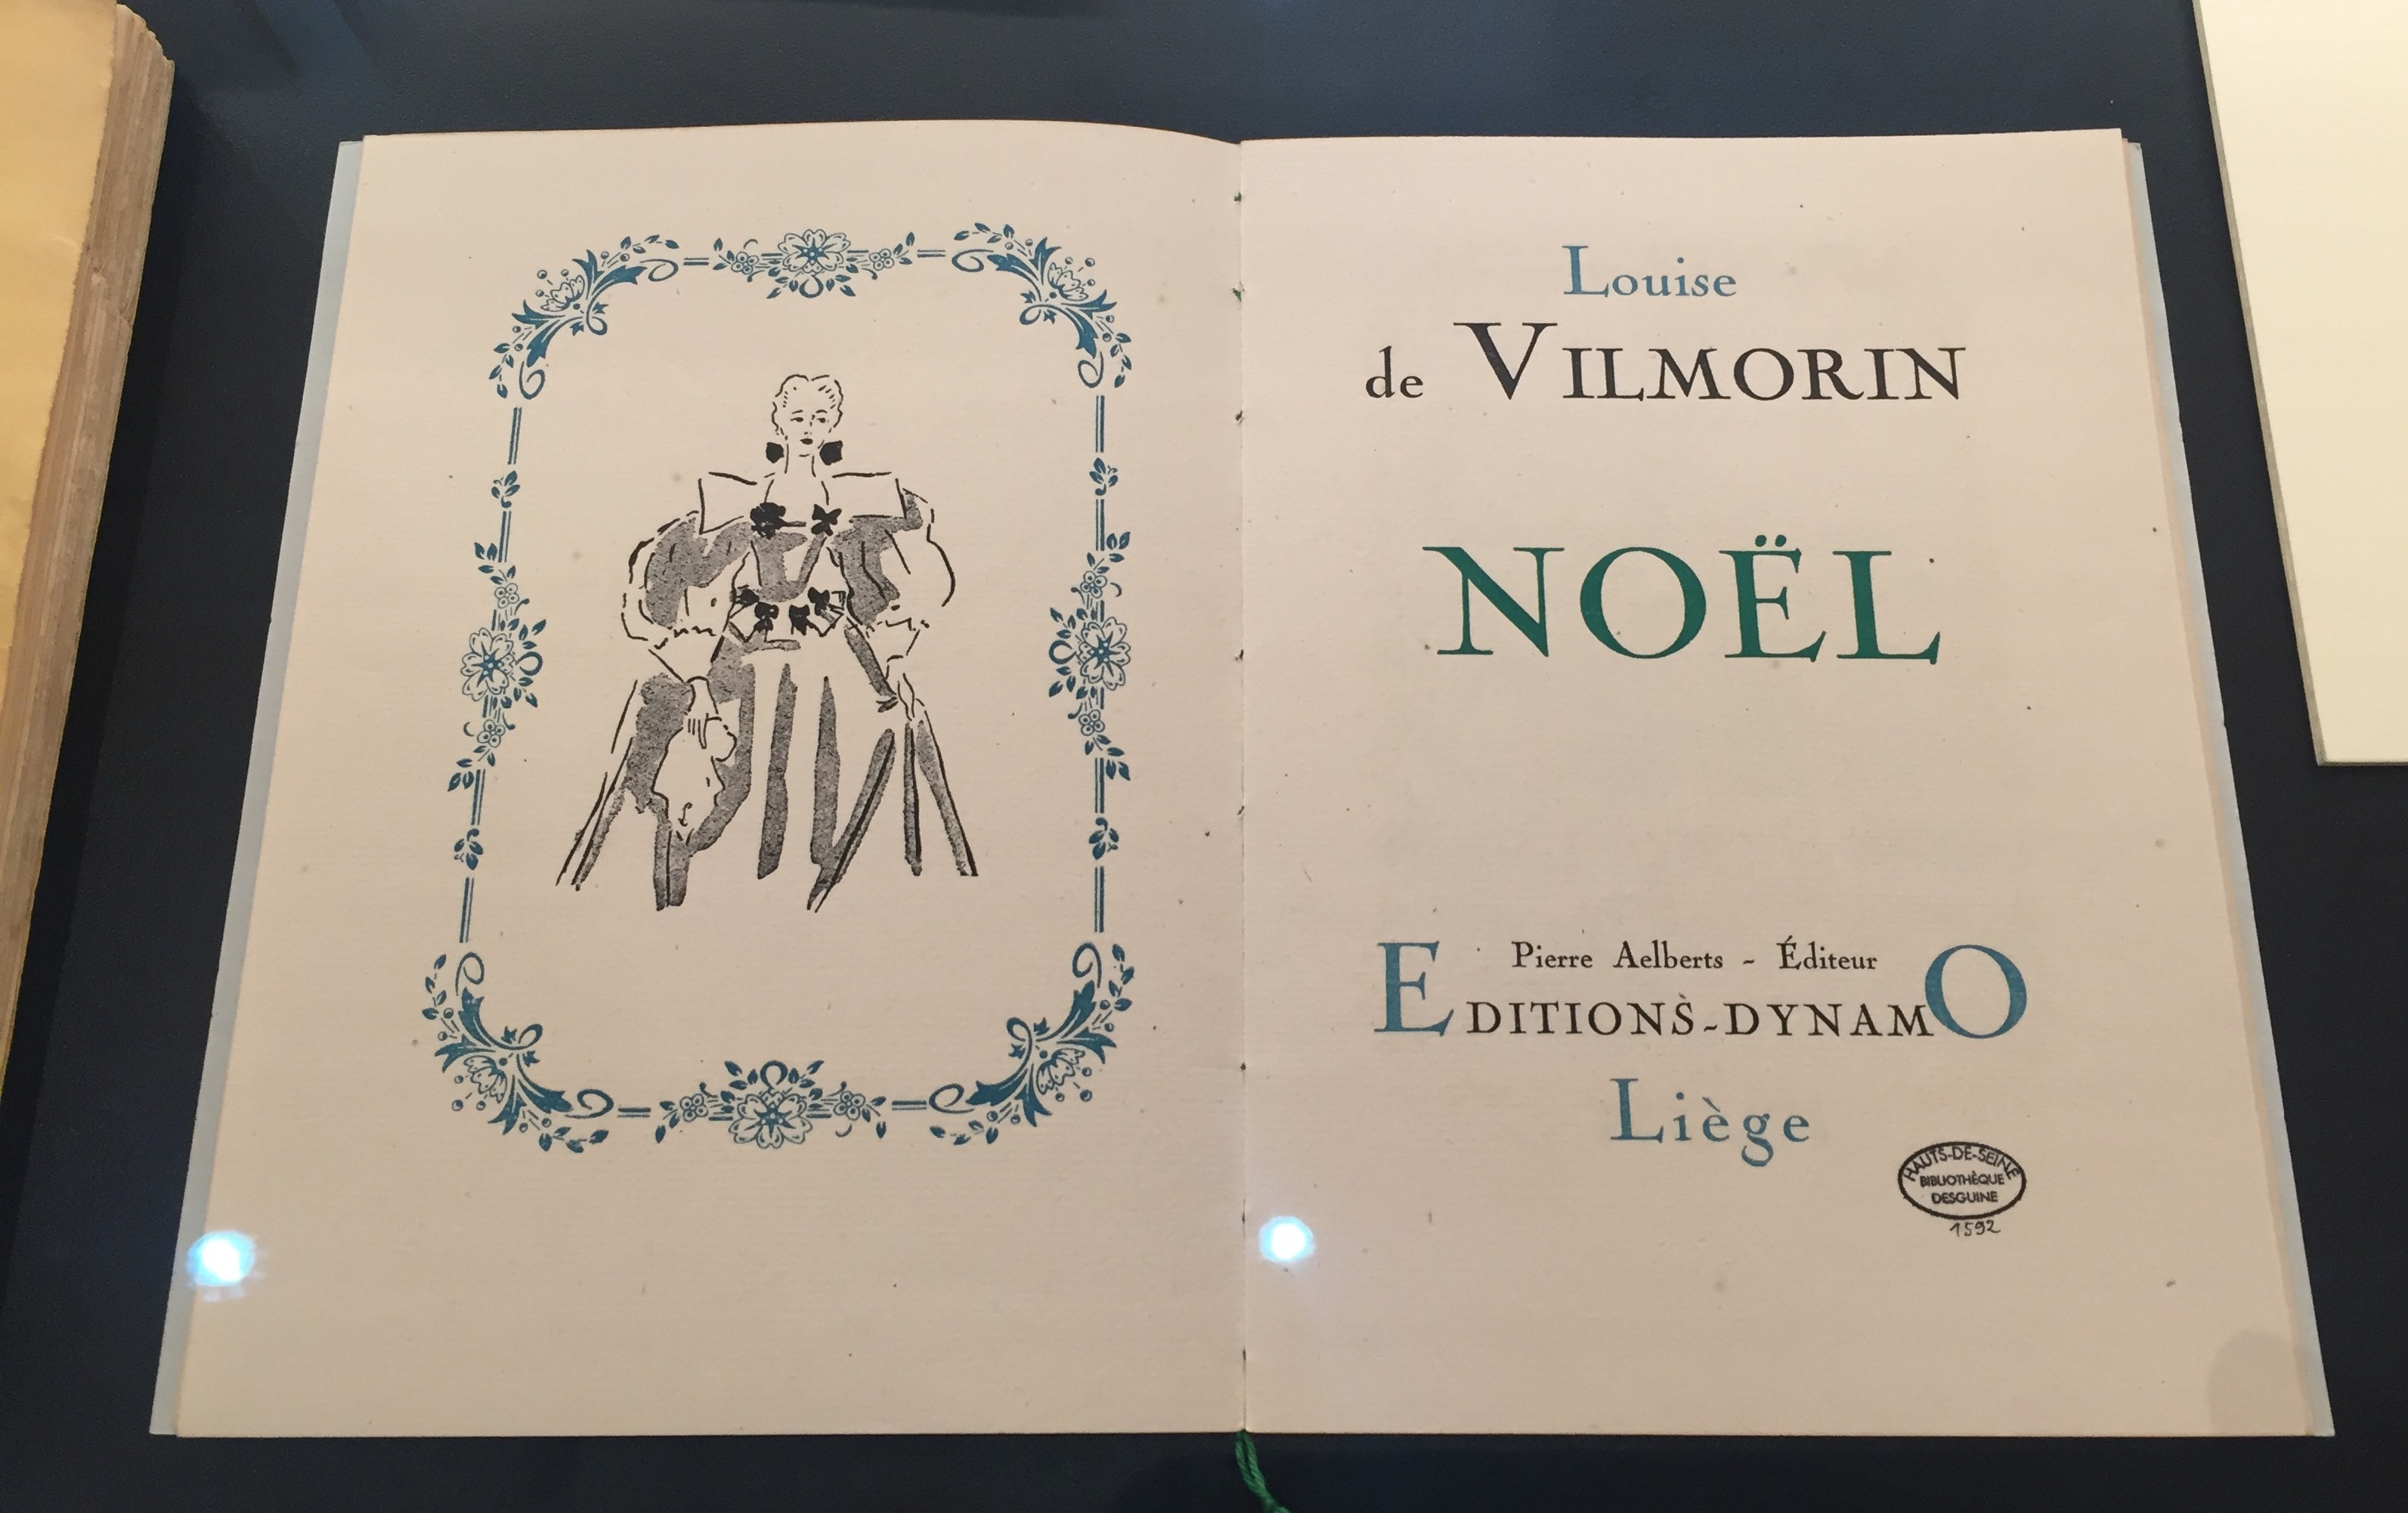 Louise
de VILMORIN
NOËL
Pierre Aelberts - Éditeur
EDITIONS-DYNAMO
Liège
HAUTS-DE-SEINE
BIBLIOTHÈQUE
DESGUINE
1592